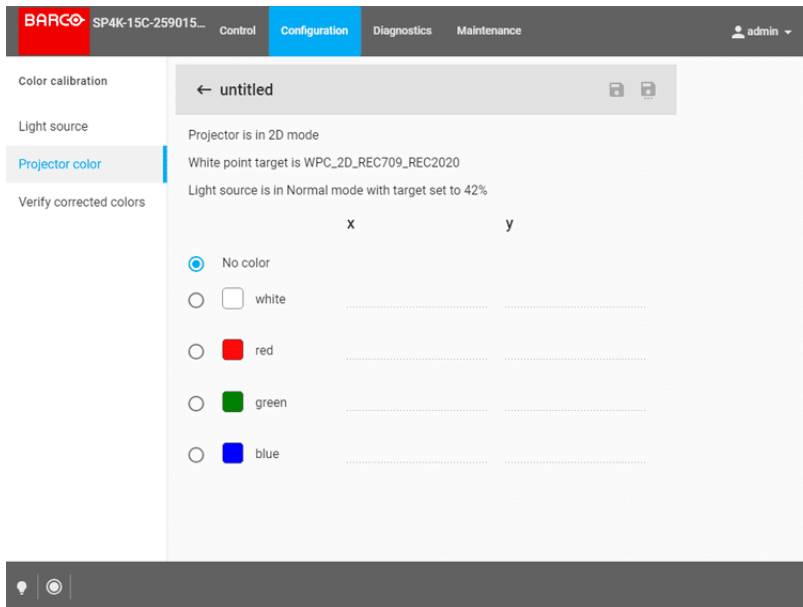 BARCO SP4K-15C-259015... Control Configuration Diagnostics Maintenance admin
Color calibration
← untitled
Light source
Projector color
Verify corrected colors
Projector is in 2D mode
White point target is WPC_2D_REC709_REC2020
Light source is in Normal mode with target set to 42%
x y
No color
white
red
green
blue